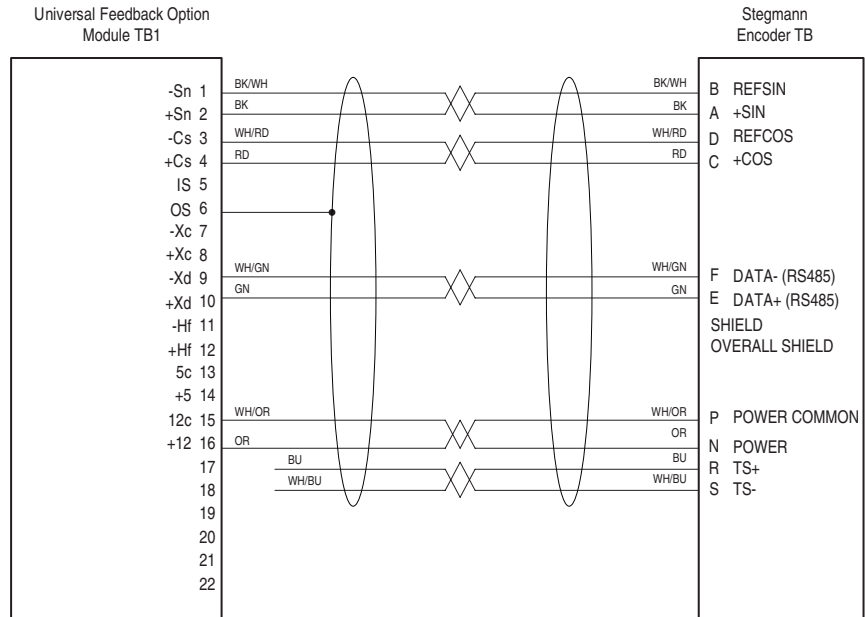 Universal Feedback Option
Module TB1
Stegmann
Encoder TB
-Sn 1 BK/WH BK/WH B REFSIN
+Sn 2 BK BK A +SIN
-Cs 3 WH/RD WH/RD D REFCOS
+Cs 4 RD RD C +COS
IS 5
OS 6
-Xc 7
+Xc 8
-Xd 9 WH/GN WH/GN F DATA- (RS485)
+Xd 10 GN GN E DATA+ (RS485)
-Hf 11 SHIELD
+Hf 12 OVERALL SHIELD
5c 13
+5 14
12c 15 WH/OR WH/OR P POWER COMMON
+12 16 OR OR N POWER
17 BU BU R TS+
18 WH/BU WH/BU S TS-
19
20
21
22